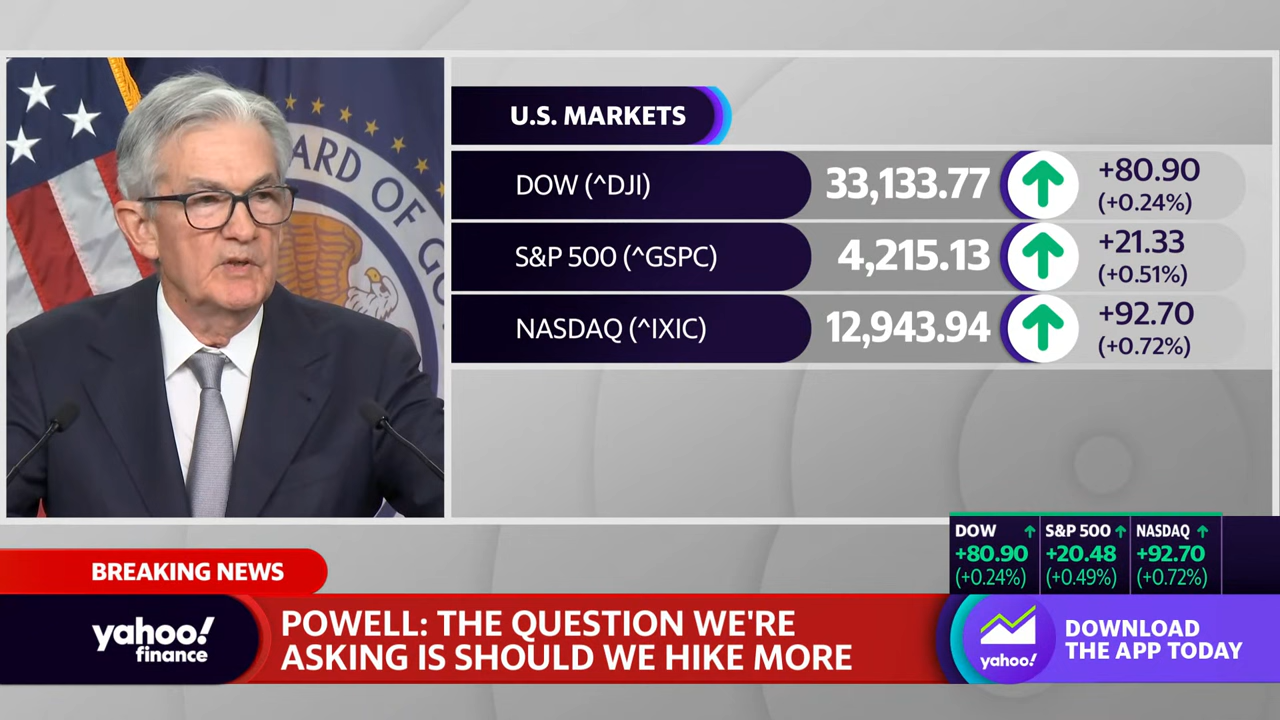 ARD OF GO
U.S. MARKETS
DOW (^DJI) 33,133.77 +80.90 (+0.24%)
S&P 500 (^GSPC) 4,215.13 +21.33 (+0.51%)
NASDAQ (^IXIC) 12,943.94 +92.70 (+0.72%)
DOW S&P 500 NASDAQ
+80.90 +20.48 +92.70
(+0.24%) (+0.49%) (+0.72%)
BREAKING NEWS
yahoo!
finance
POWELL: THE QUESTION WE'RE
ASKING IS SHOULD WE HIKE MORE
yahoo!
DOWNLOAD
THE APP TODAY